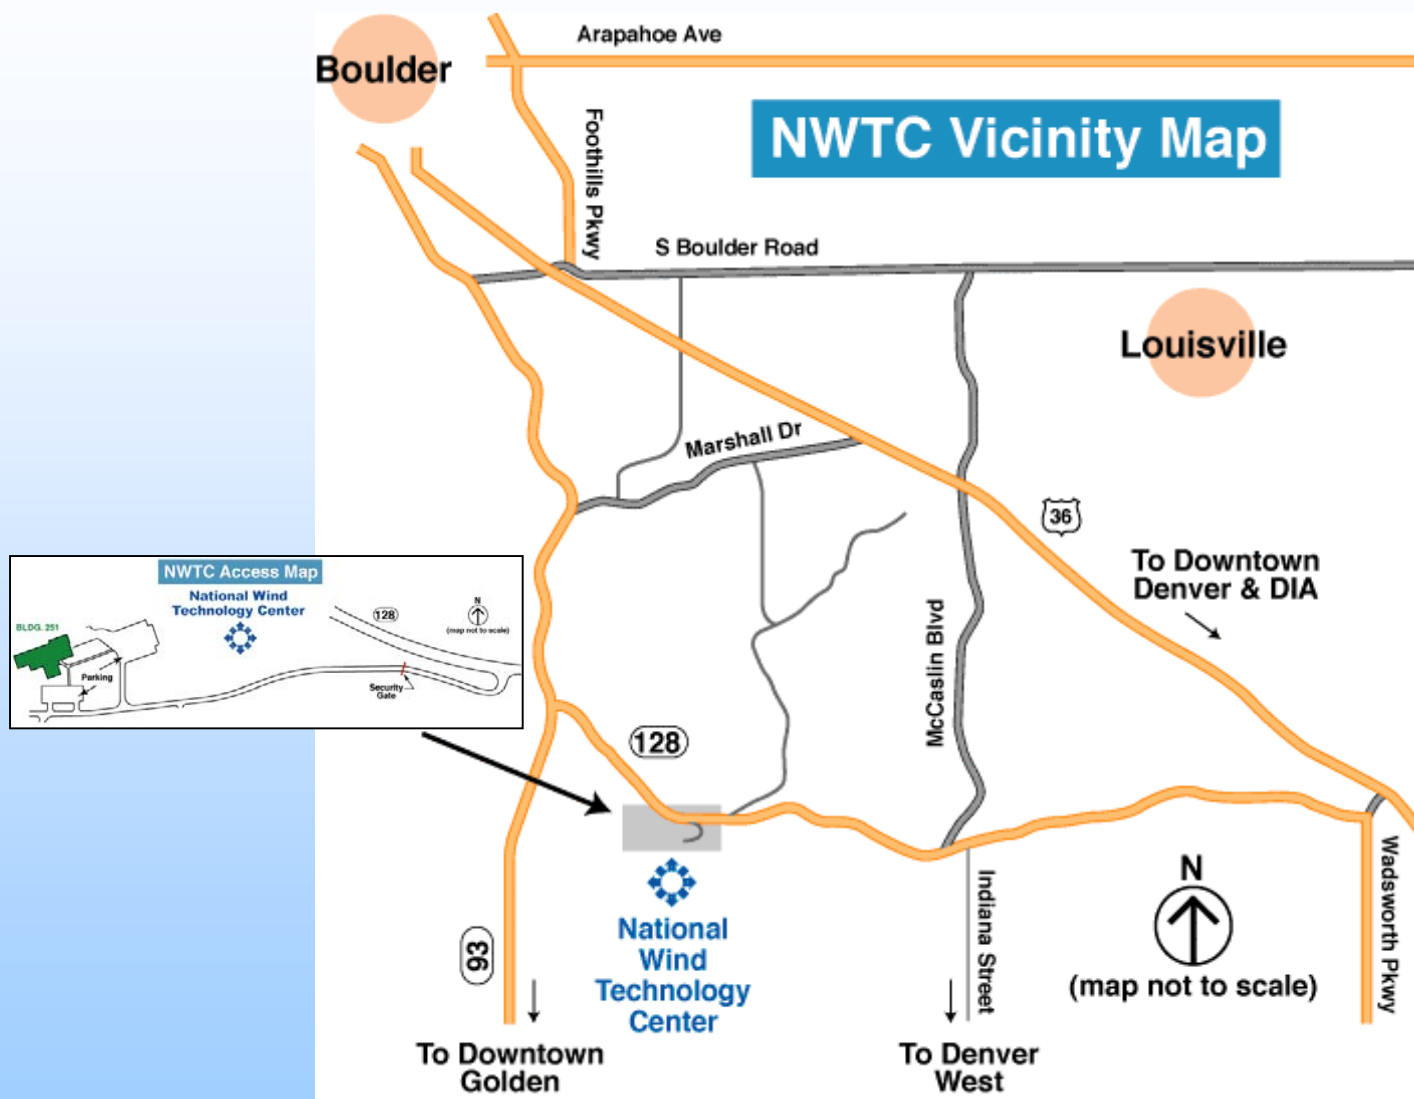 Arapahoe Ave
Boulder
NWTC Vicinity Map
Foothills Pkwy
S Boulder Road
Louisville
Marshall Dr
36
To Downtown
Denver & DIA
NWTC Access Map
National Wind
Technology Center
128
N
(map not to scale)
BLDG. 251
Parking
Security
Gate
McCaslin Blvd
128
Wadsworth Pkwy
N
(map not to scale)
Indiana Street
National
Wind
Technology
Center
93
To Downtown
Golden
To Denver
West